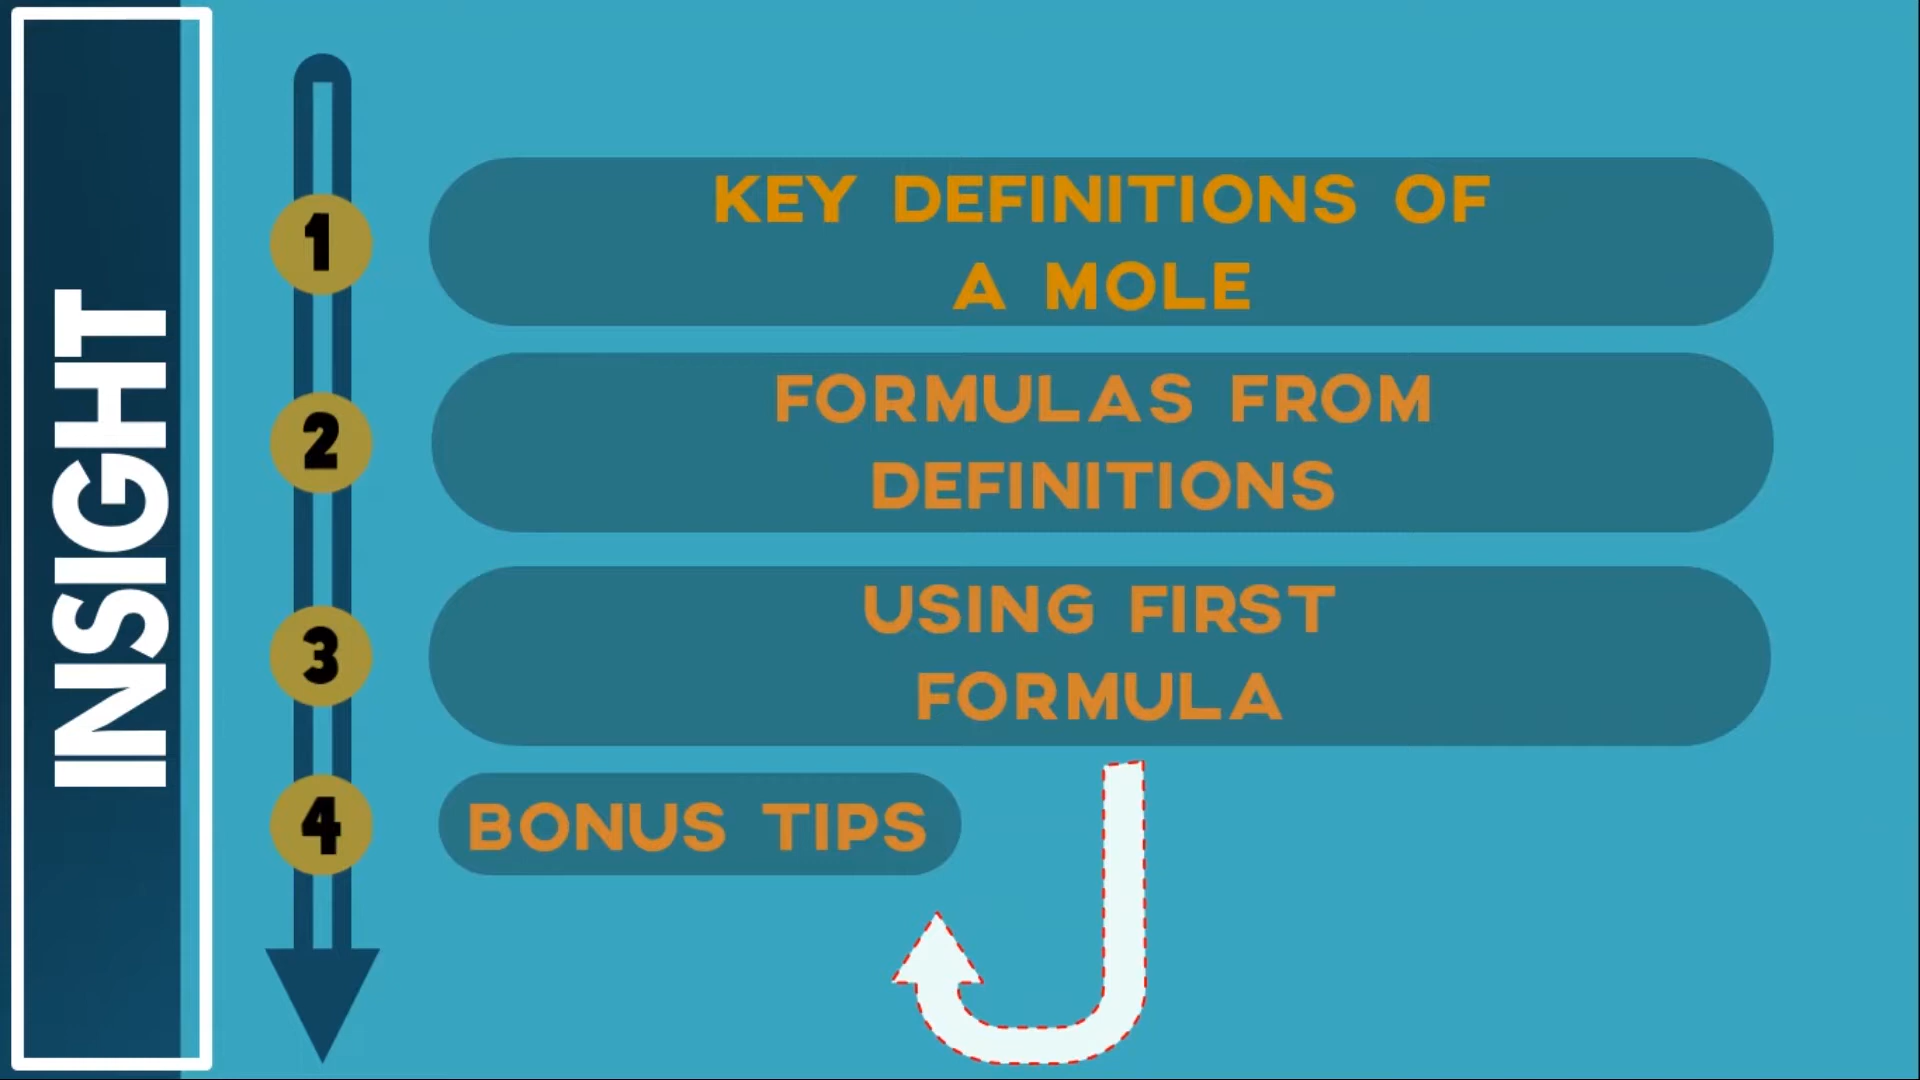 INSIGHT
1
KEY DEFINITIONS OF
A MOLE
2
FORMULAS FROM
DEFINITIONS
3
USING FIRST
FORMULA
4
BONUS TIPS